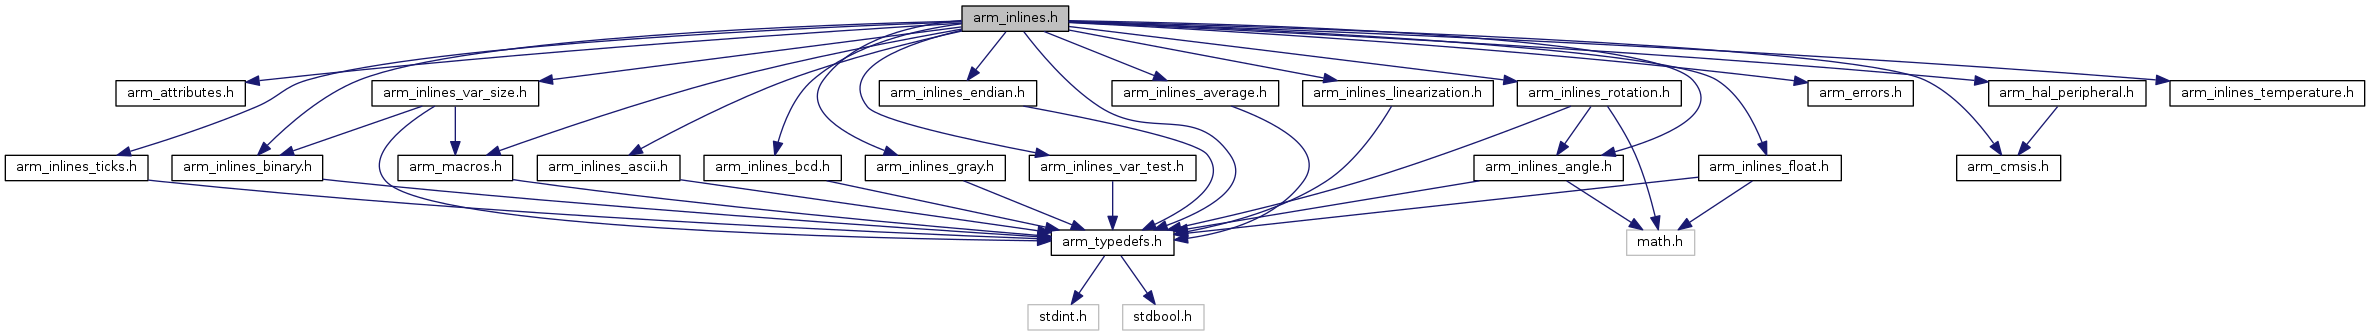 arm_inlines.h
arm_attributes.h
arm_inlines_var_size.h
arm_inlines_endian.h
arm_inlines_average.h
arm_inlines_linearization.h
arm_inlines_rotation.h
arm_errors.h
arm_hal_peripheral.h
arm_inlines_temperature.h
arm_inlines_ticks.h
arm_inlines_binary.h
arm_macros.h
arm_inlines_ascii.h
arm_inlines_bcd.h
arm_inlines_gray.h
arm_inlines_var_test.h
arm_inlines_angle.h
arm_inlines_float.h
arm_cmsis.h
arm_typedefs.h
math.h
stdint.h
stdbool.h